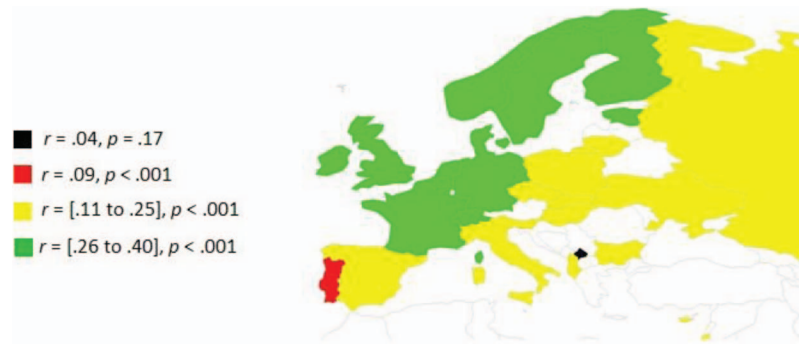 r = .04, p = .17
r = .09, p < .001
r = [.11 to .25], p < .001
r = [.26 to .40], p < .001